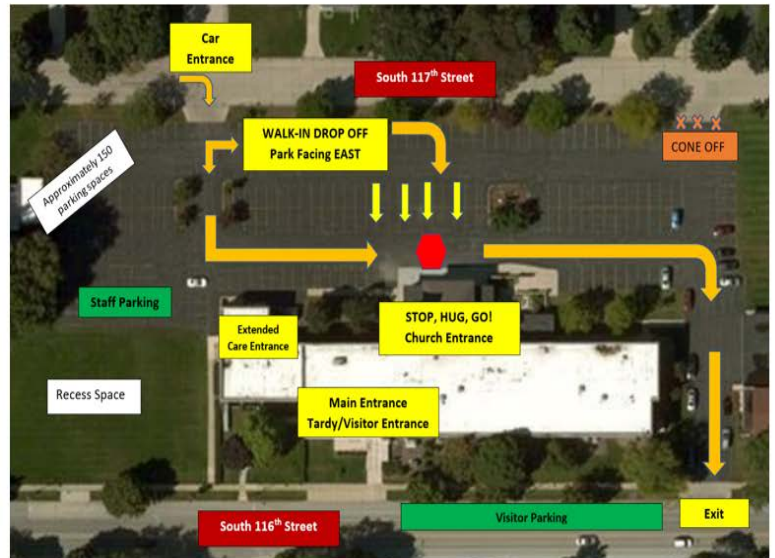 Car
Entrance
South 117th Street
WALK-IN DROP OFF
Park Facing EAST
CONE OFF
Approximately 150
parking spaces
Staff Parking
STOP, HUG, GO!
Church Entrance
Extended
Care Entrance
Recess Space
Main Entrance
Tardy/Visitor Entrance
South 116th Street
Visitor Parking
Exit